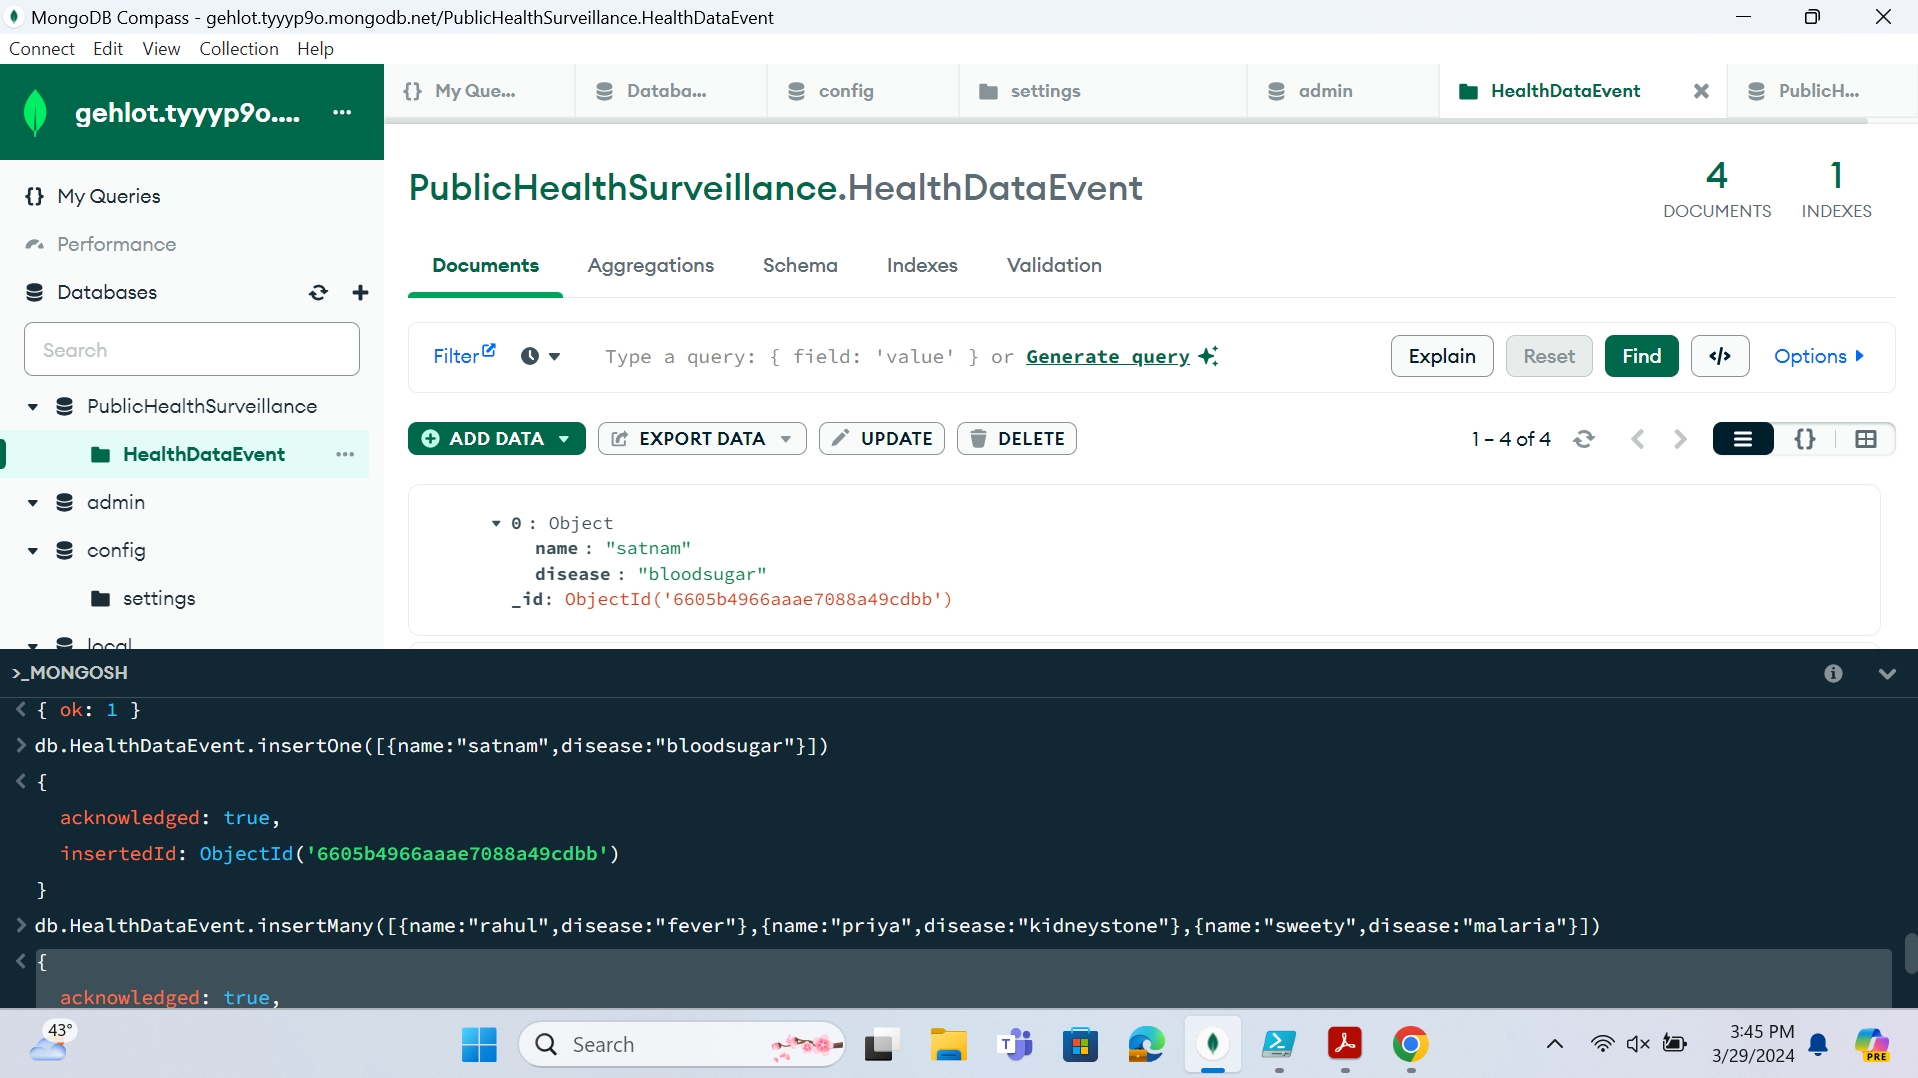 MongoDB Compass - gehlot.tyyyp9o.mongodb.net/PublicHealthSurveillance.HealthDataEvent
Connect Edit View Collection Help
gehlot.tyyyp9o....
My Queries
Performance
Databases
Search
PublicHealthSurveillance
HealthDataEvent
admin
config
settings
local
{} My Que...
Databa...
config
settings
admin
HealthDataEvent
PublicH...
PublicHealthSurveillance.HealthDataEvent
4
DOCUMENTS
1
INDEXES
Documents Aggregations Schema Indexes Validation
Filter
Type a query: { field: 'value' } or Generate query
Explain Reset Find </> Options
ADD DATA EXPORT DATA UPDATE DELETE
1 – 4 of 4
{}
0 : Object
name : "satnam"
disease : "bloodsugar"
_id: ObjectId('6605b4966aaae7088a49cdbb')
>_MONGOSH
< { ok: 1 }
> db.HealthDataEvent.insertOne([{name:"satnam",disease:"bloodsugar"}])
< {
acknowledged: true,
insertedId: ObjectId('6605b4966aaae7088a49cdbb')
}
> db.HealthDataEvent.insertMany([{name:"rahul",disease:"fever"},{name:"priya",disease:"kidneystone"},{name:"sweety",disease:"malaria"}])
< {
acknowledged: true,
43°
Search
3:45 PM
3/29/2024
PRE